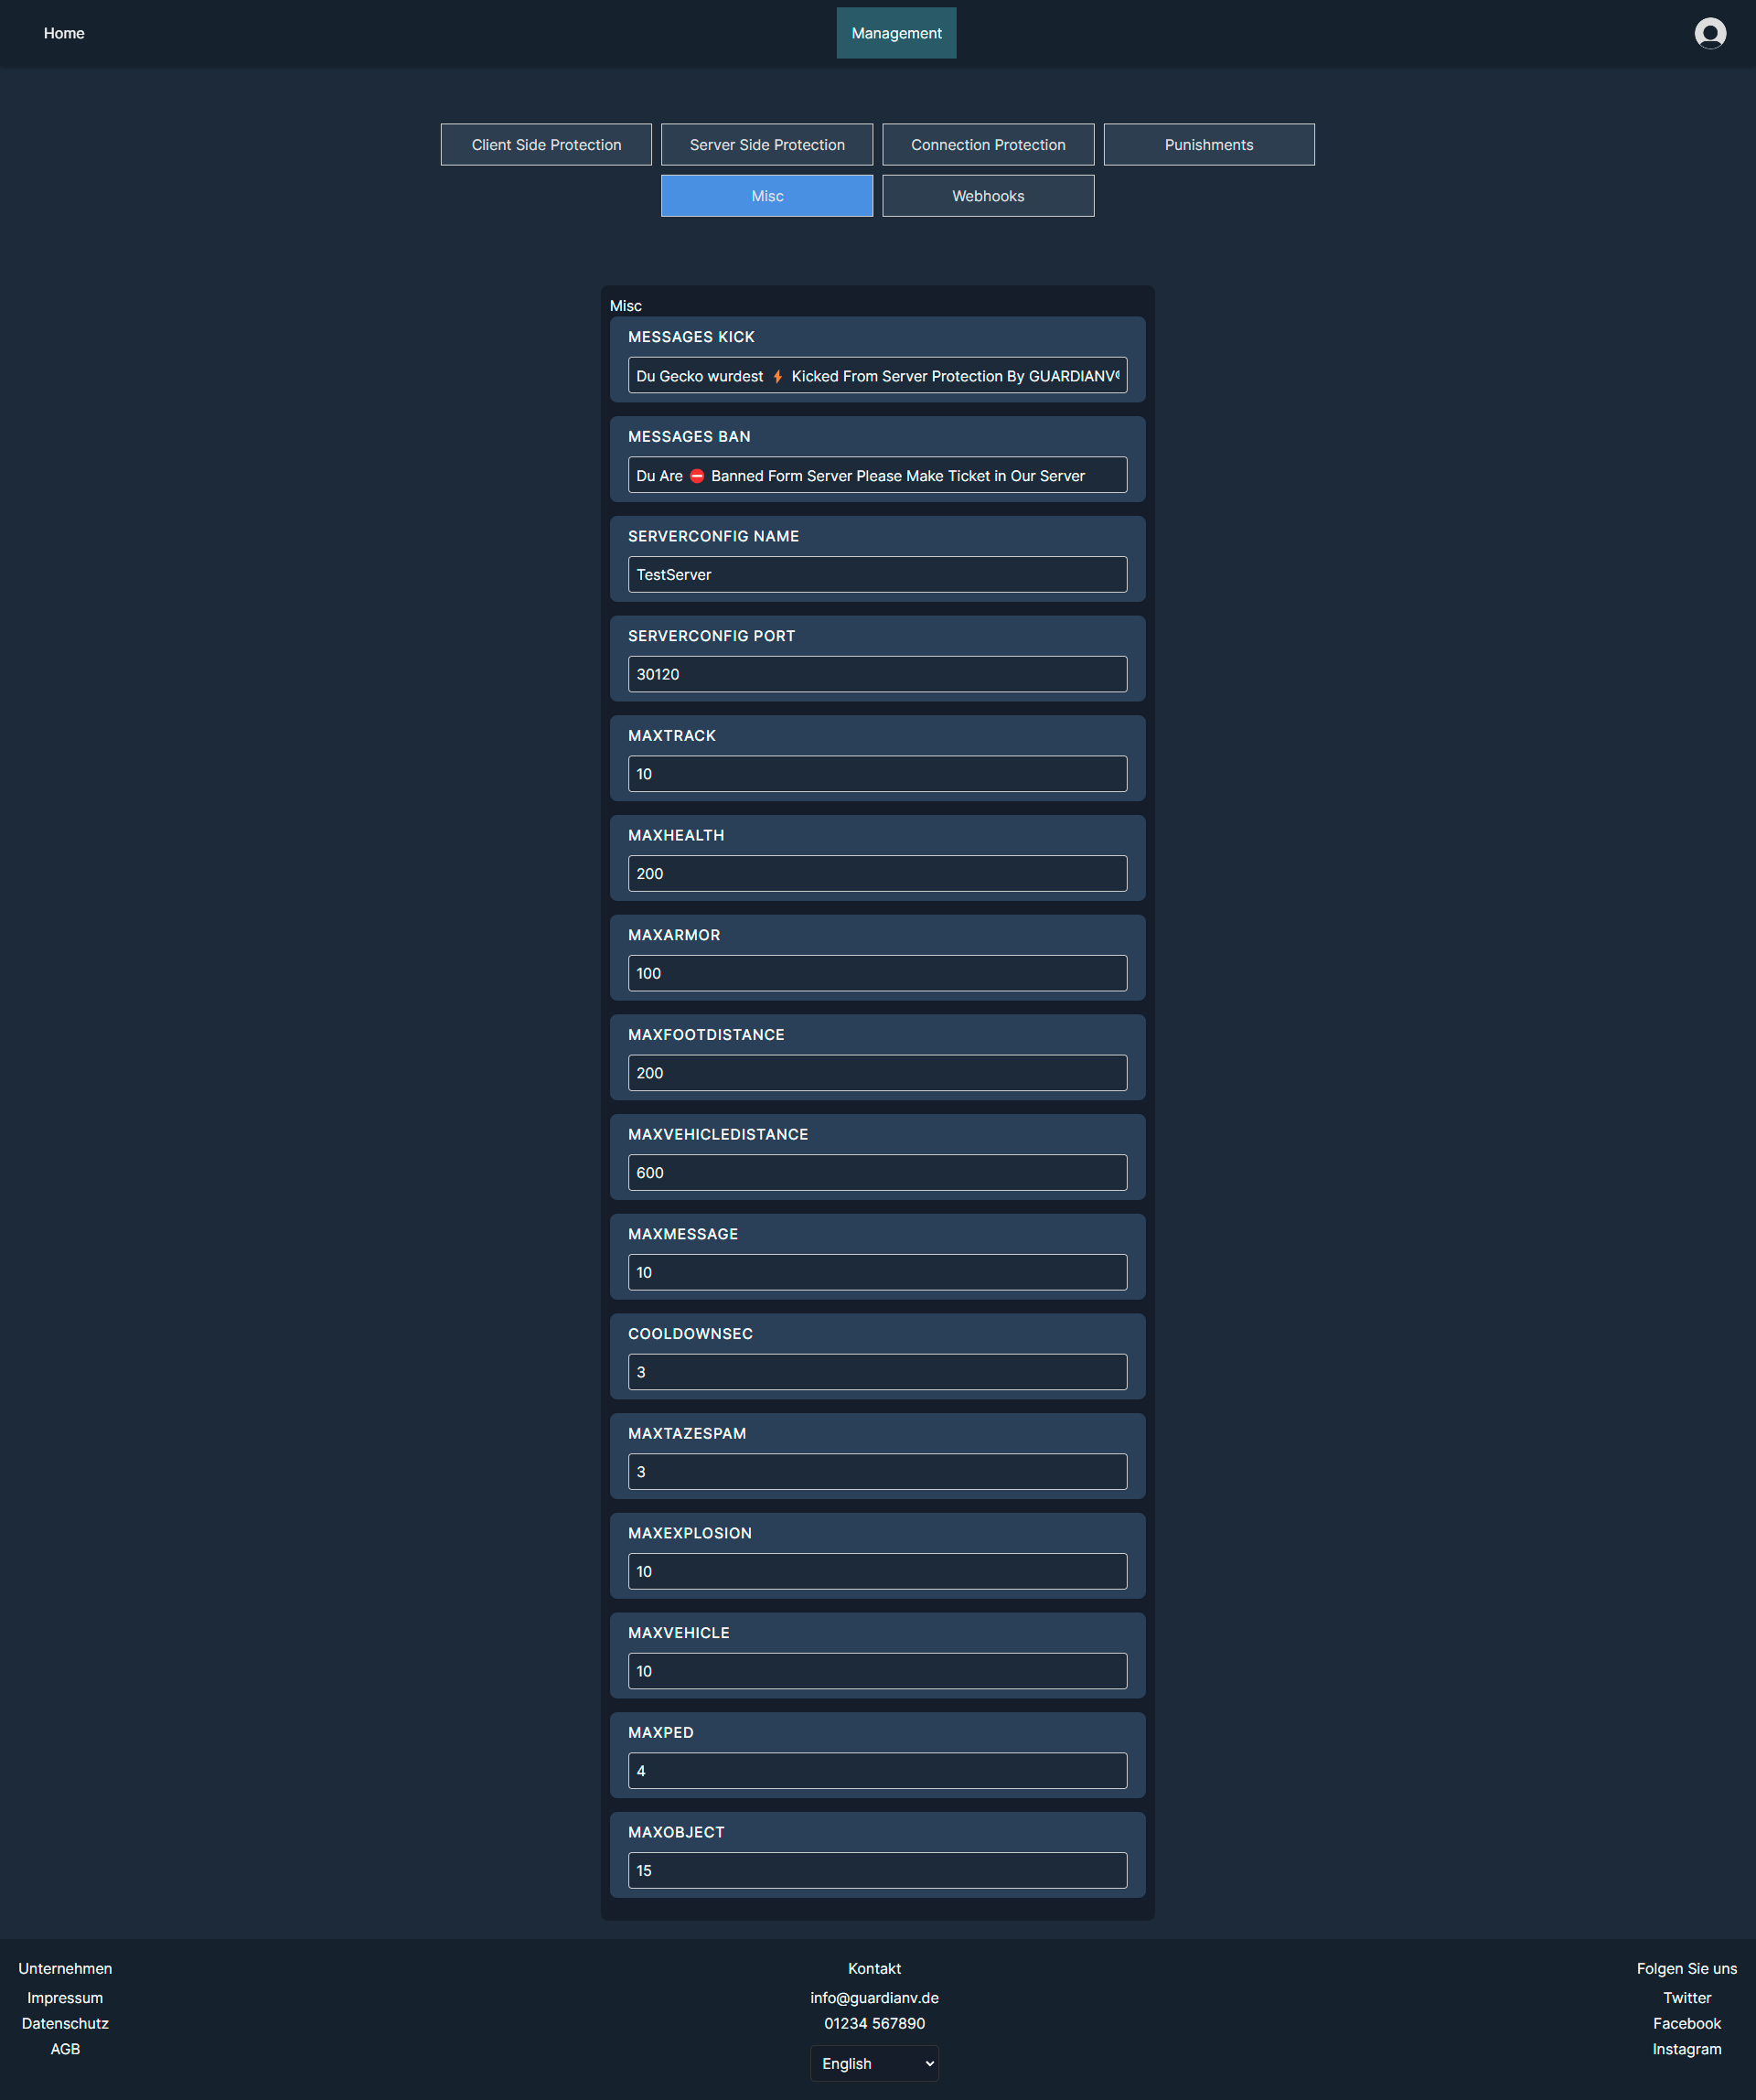 Home
Management
Client Side Protection
Server Side Protection
Connection Protection
Punishments
Misc
Webhooks
Misc
MESSAGES KICK
Du Gecko wurdest ⚡ Kicked From Server Protection By GUARDIANV
MESSAGES BAN
Du Are ⛔ Banned Form Server Please Make Ticket in Our Server
SERVERCONFIG NAME
TestServer
SERVERCONFIG PORT
30120
MAXTRACK
10
MAXHEALTH
200
MAXARMOR
100
MAXFOOTDISTANCE
200
MAXVEHICLEDISTANCE
600
MAXMESSAGE
10
COOLDOWNSEC
3
MAXTAZESPAM
3
MAXEXPLOSION
10
MAXVEHICLE
10
MAXPED
4
MAXOBJECT
15
Unternehmen
Impressum
Datenschutz
AGB
Kontakt
info@guardianv.de
01234 567890
English
Folgen Sie uns
Twitter
Facebook
Instagram